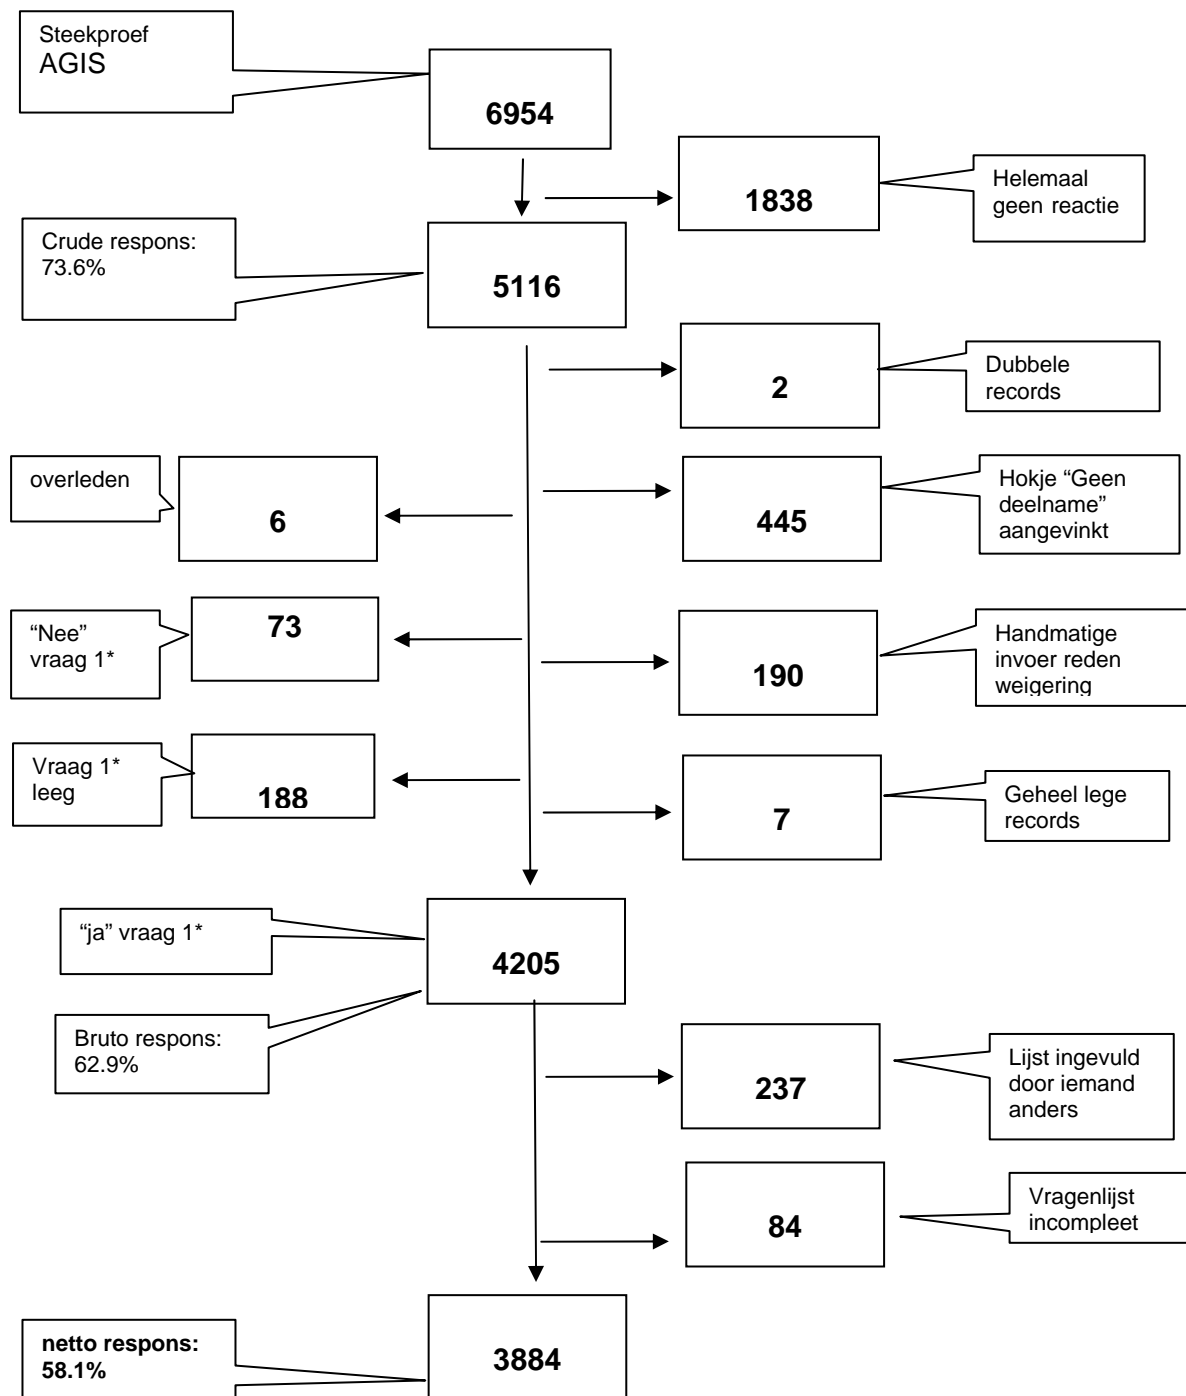 Steekproef
AGIS
6954
1838
Helemaal
geen reactie
Crude respons:
73.6%
5116
2
Dubbele
records
overleden
6
445
Hokje “Geen
deelname”
aangevinkt
“Nee”
vraag 1*
73
190
Handmatige
invoer reden
weigering
Vraag 1*
leeg
188
7
Geheel lege
records
“ja” vraag 1*
4205
Bruto respons:
62.9%
237
Lijst ingevuld
door iemand
anders
84
Vragenlijst
incompleet
netto respons:
58.1%
3884